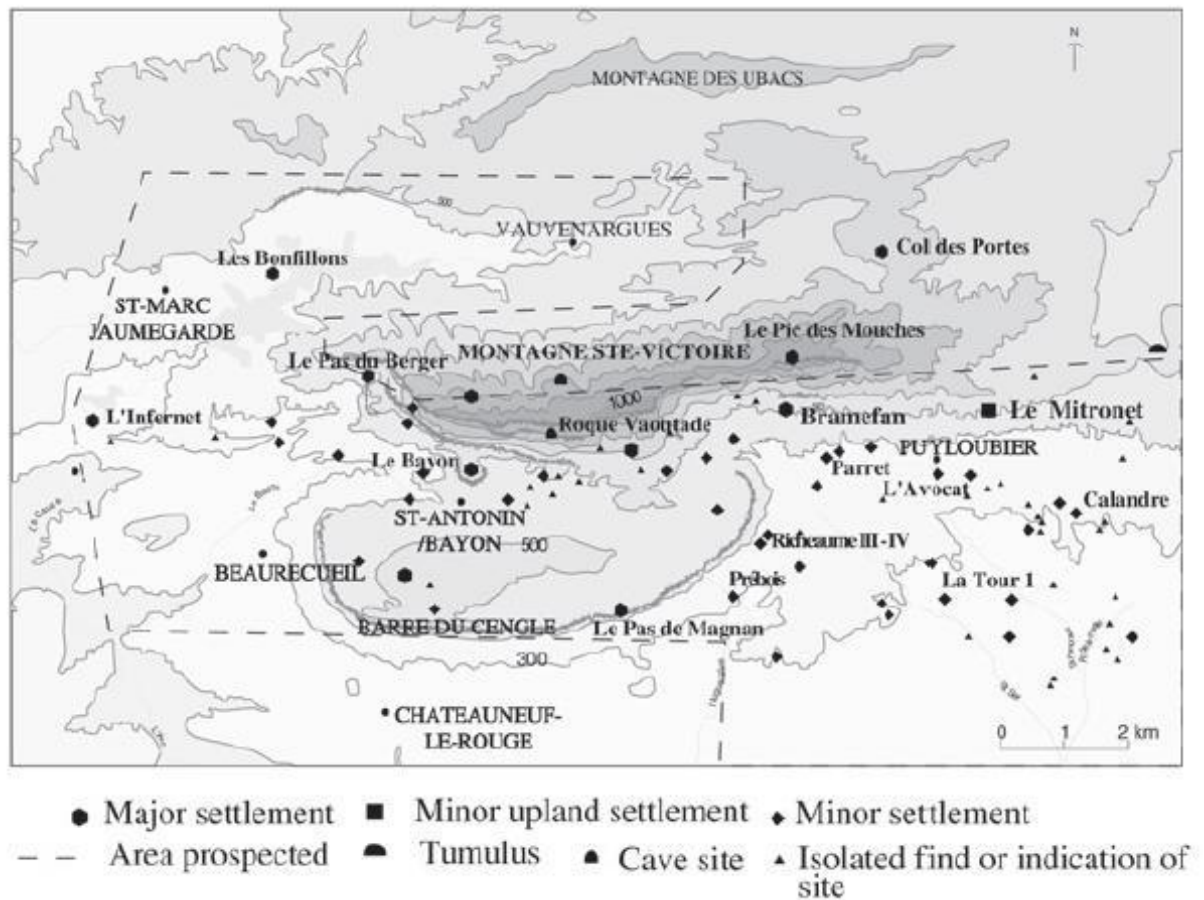 N
MONTAGNE DES UBACS
500
VAUVENARGUES
Col des Portes
Les Bonfillons
ST-MARC
JAUMEGARDE
Le Pic des Mouches
MONTAGNE STE-VICTOIRE
Le Pas du Berger
1000
L'Infernet
Roque Vaoutade
Bramefan
Le Mitronet
PUYLOUBIER
Le Bayon
Parret
L'Avocat
Calandre
ST-ANTONIN
/BAYON
500
Richeaume III-IV
BEAURECUEIL
Prébois
La Tour 1
BARRE DU CENGLE
Le Pas de Magnan
300
CHATEAUNEUF-
LE-ROUGE
0 1 2 km
Major settlement
Minor upland settlement
Minor settlement
Area prospected
Tumulus
Cave site
Isolated find or indication of
site